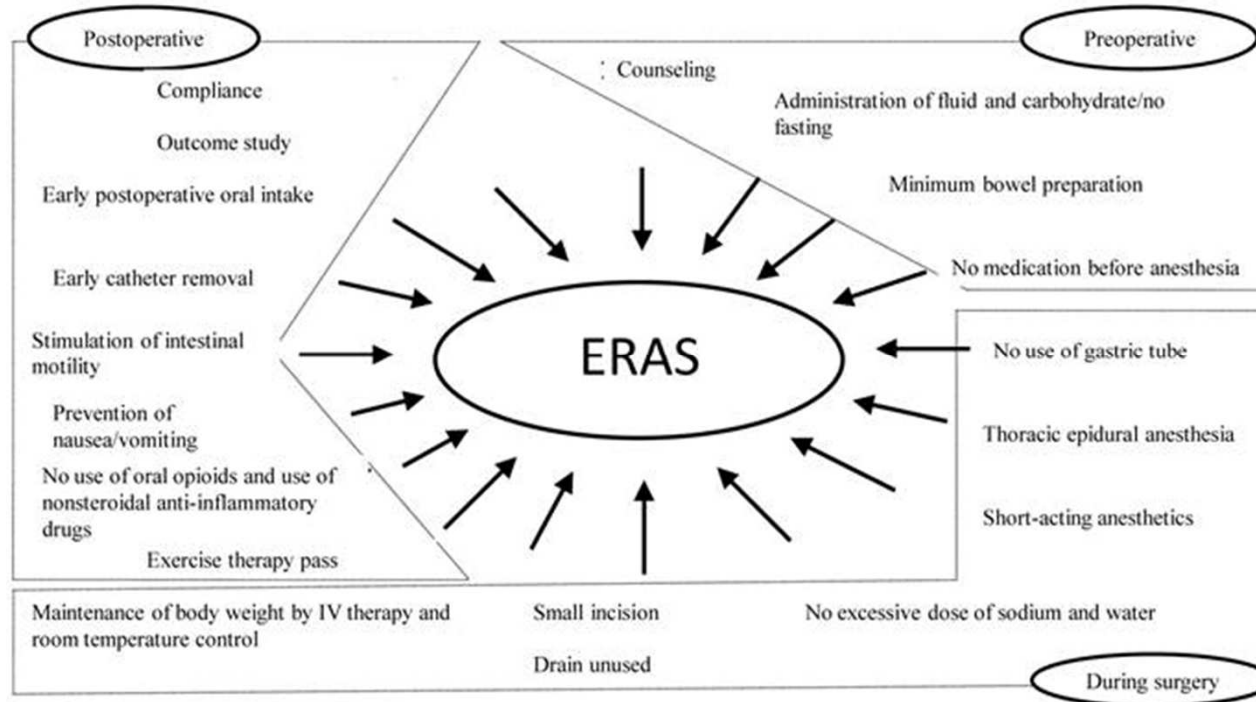 Postoperative
Compliance
Outcome study
Early postoperative oral intake
Early catheter removal
Stimulation of intestinal
motility
Prevention of
nausea/vomiting
No use of oral opioids and use of
nonsteroidal anti-inflammatory
drugs
Exercise therapy pass
Preoperative
: Counseling
Administration of fluid and carbohydrate/no
fasting
Minimum bowel preparation
No medication before anesthesia
ERAS
No use of gastric tube
Thoracic epidural anesthesia
Short-acting anesthetics
Maintenance of body weight by IV therapy and
room temperature control
Small incision
Drain unused
No excessive dose of sodium and water
During surgery